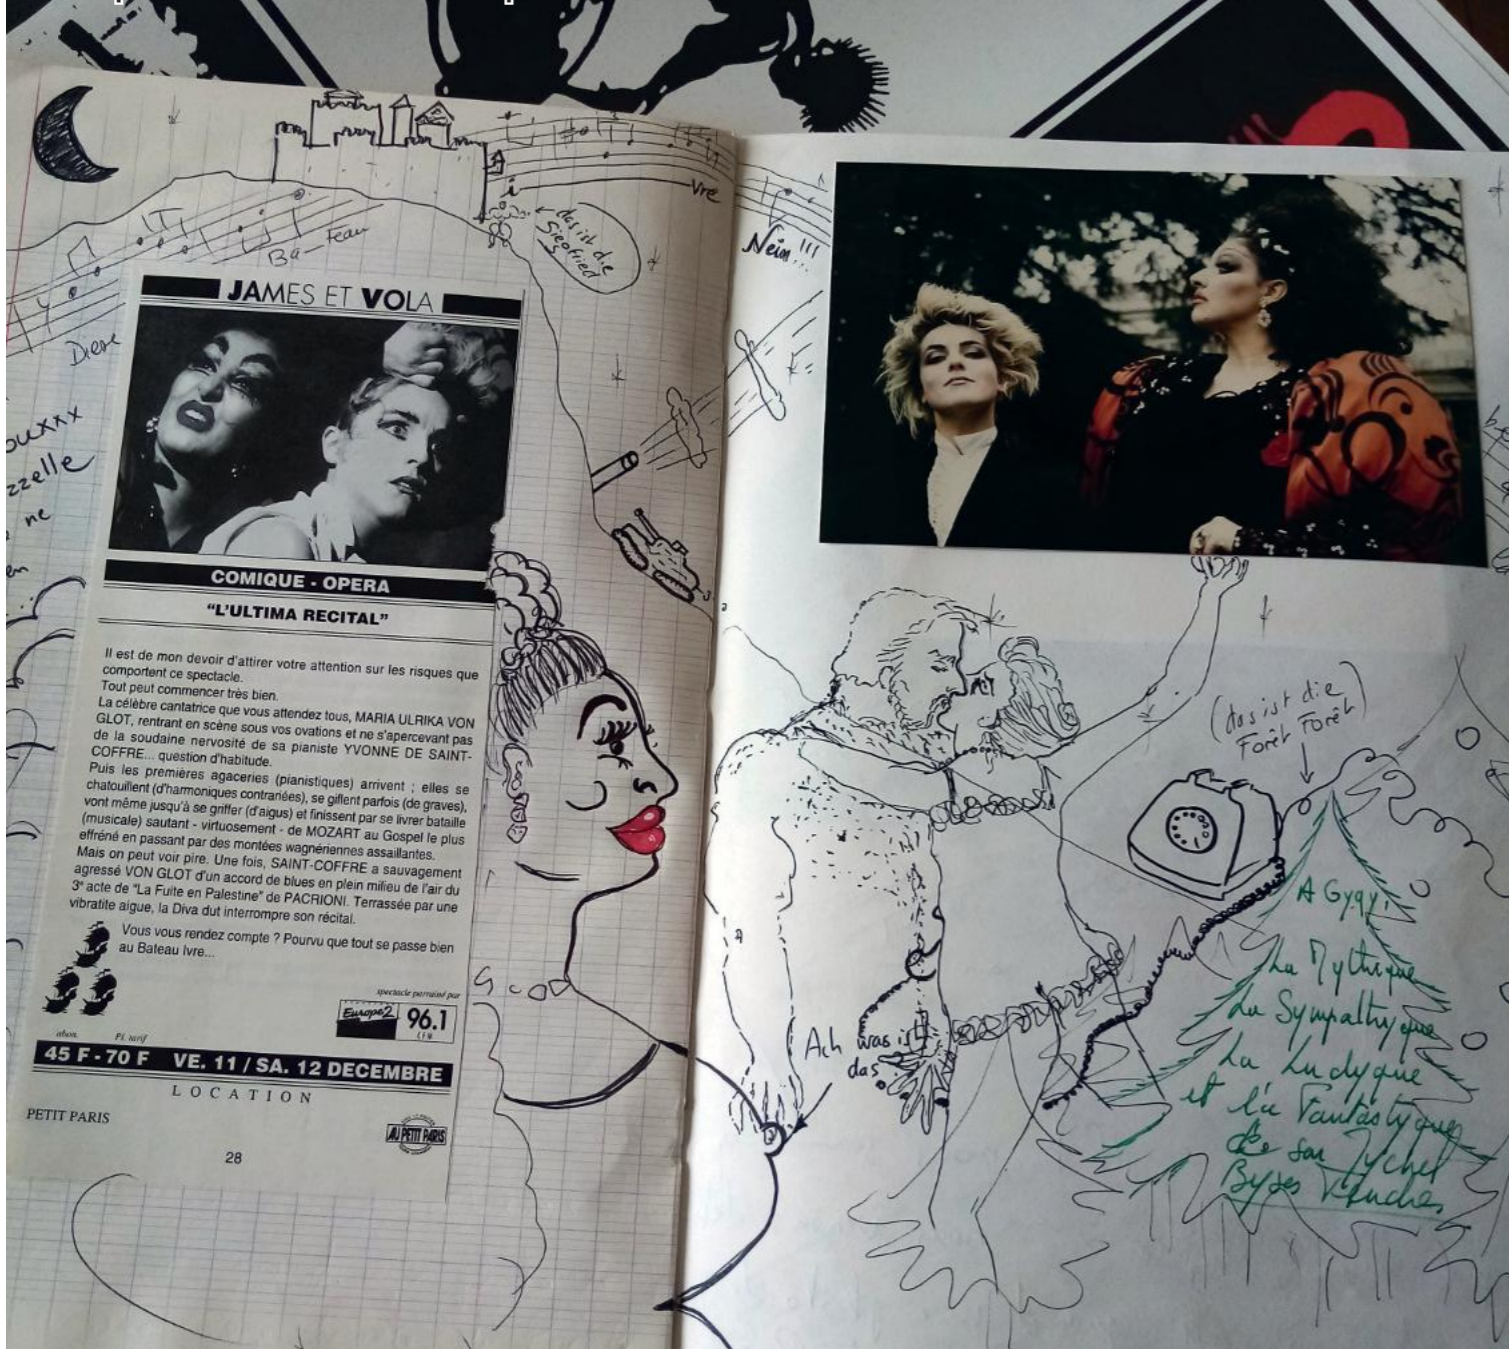 i
Vre
Ba - teau
das ist die
Siegfried
Nein!!!
zzelle
ne
en
JAMES ET VOLA
COMIQUE - OPERA
"L'ULTIMA RECITAL"
Il est de mon devoir d'attirer votre attention sur les risques que
comportent ce spectacle.
Tout peut commencer très bien.
La célèbre cantatrice que vous attendez tous, MARIA ULRIKA VON
GLOT, rentrant en scène sous vos ovations et ne s'apercevant pas
de la soudaine nervosité de sa pianiste YVONNE DE SAINT-
COFFRE... question d'habitude.
Puis les premières agaceries (pianistiques) arrivent ; elles se
chatouillent (d'harmoniques contrariées), se giflent parfois (de graves),
vont même jusqu'à se griffer (d'aigus) et finissent par se livrer bataille
(musicale) sautant - virtuosement - de MOZART au Gospel le plus
effréné en passant par des montées wagnériennes assaillantes.
Mais on peut voir pire. Une fois, SAINT-COFFRE a sauvagement
agressé VON GLOT d'un accord de blues en plein milieu de l'air du
3e acte de "La Fuite en Palestine" de PACRIONI. Terrassée par une
vibratite aigue, la Diva dut interrompre son récital.
Vous vous rendez compte ? Pourvu que tout se passe bien
au Bateau Ivre...
spectacle parrainé par
Europe 2 96.1
abon. Pl. tarif
45 F - 70 F VE. 11 / SA. 12 DECEMBRE
LOCATION
PETIT PARIS
AU PETIT PARIS
28
(das ist die
Forêt Forêt)
Ach was ist
das
A Gygy:
La Mythique
La Sympathyque
La Ludyque
et la Fantastyque